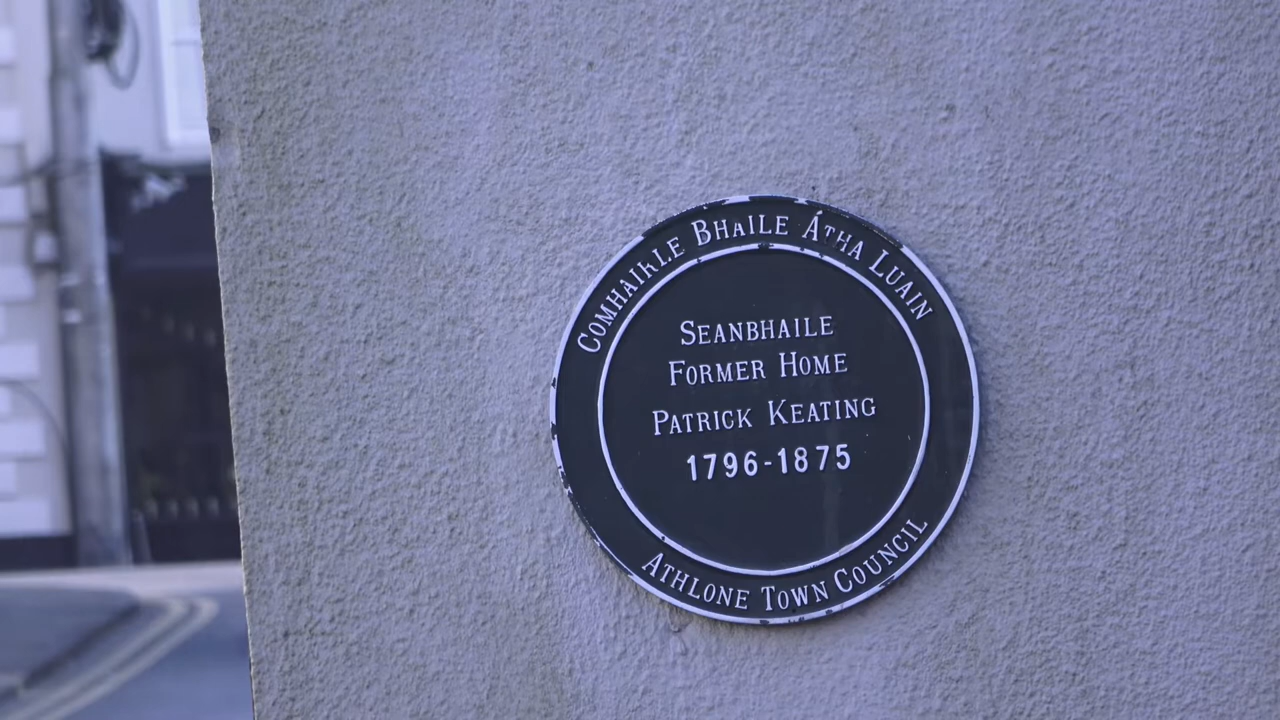 Comhairle Bhaile Átha Luain
Seanbhaile
Former Home
Patrick Keating
1796-1875
Athlone Town Council